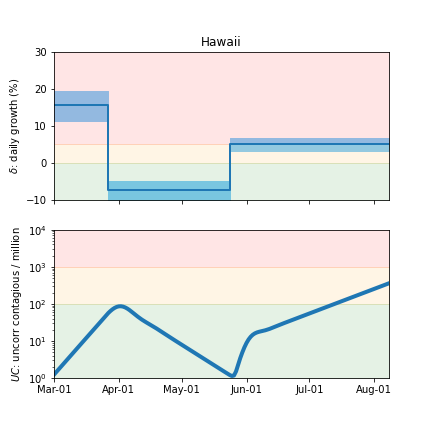 Hawaii
δ: daily growth (%)
30
20
10
0
−10
UC: uncorr contagious / million
10⁴
10³
10²
10¹
10⁰
Mar-01 Apr-01 May-01 Jun-01 Jul-01 Aug-01